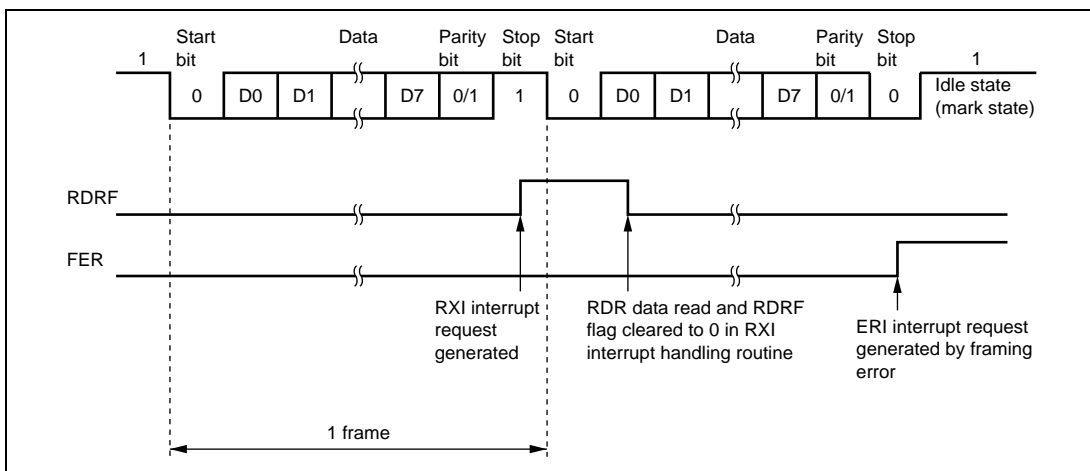 Start bit
Data
Parity bit
Stop bit
Start bit
Data
Parity bit
Stop bit
1
1
0 D0 D1 D7 0/1 1 0 D0 D1 D7 0/1 0
Idle state
(mark state)
RDRF
FER
RXI interrupt
request
generated
RDR data read and RDRF
flag cleared to 0 in RXI
interrupt handling routine
ERI interrupt request
generated by framing
error
1 frame